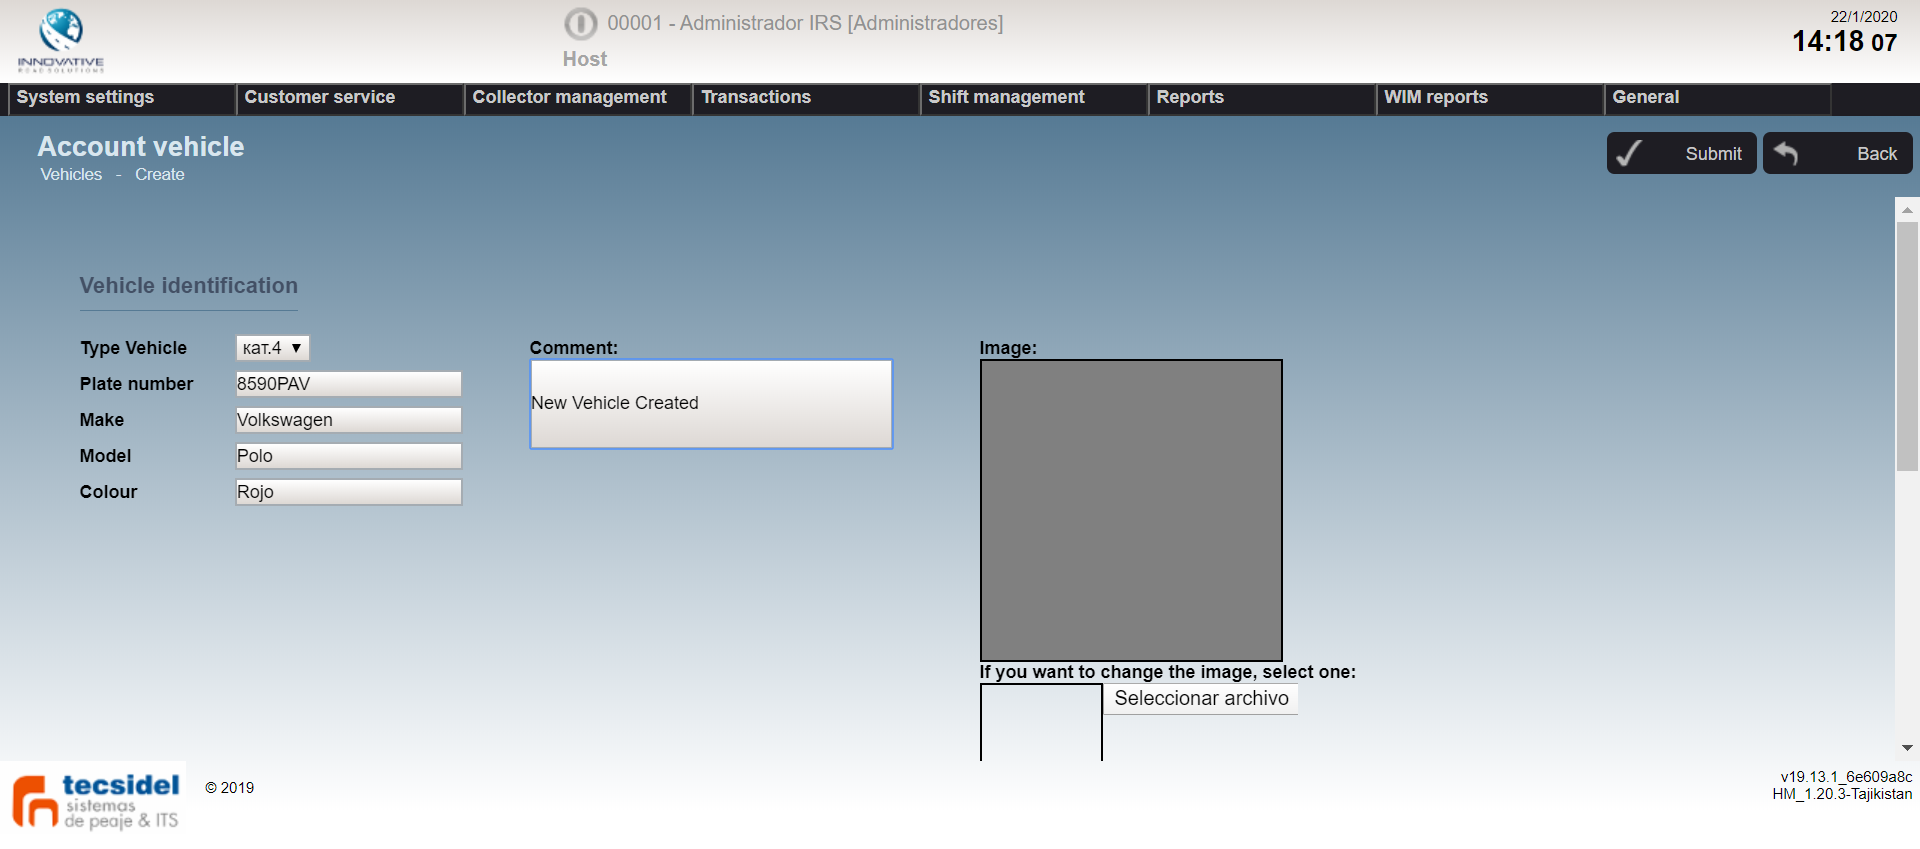 INNOVATIVE
ROAD SOLUTIONS
00001 - Administrador IRS [Administradores]
Host
22/1/2020
14:18 07
System settings
Customer service
Collector management
Transactions
Shift management
Reports
WIM reports
General
Account vehicle
Vehicles - Create
Submit
Back
Vehicle identification
Type Vehicle
кат.4
Plate number
8590PAV
Make
Volkswagen
Model
Polo
Colour
Rojo
Comment:
New Vehicle Created
Image:
If you want to change the image, select one:
Seleccionar archivo
tecsidel
sistemas
de peaje & ITS
© 2019
v19.13.1_6e609a8c
HM_1.20.3-Tajikistan